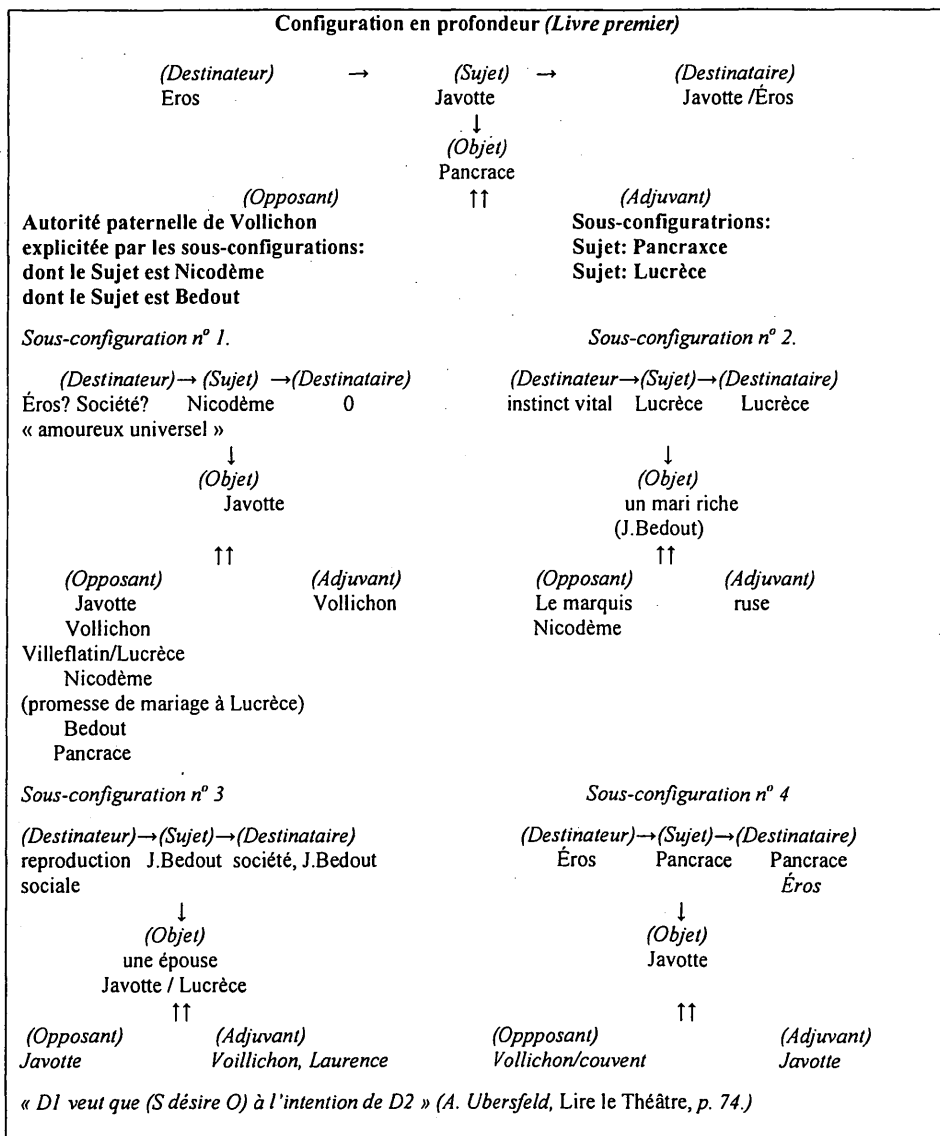 Configuration en profondeur (Livre premier)
(Destinateur) → (Sujet) → (Destinataire)
Eros Javotte Javotte /Éros
↓
(Objet)
Pancrace
(Opposant) ↑↑ (Adjuvant)
Autorité paternelle de Vollichon Sous-configuratrions:
explicitée par les sous-configurations: Sujet: Pancraxce
dont le Sujet est Nicodème Sujet: Lucrèce
dont le Sujet est Bedout
Sous-configuration nº 1. Sous-configuration nº 2.
(Destinateur)→ (Sujet) →(Destinataire) (Destinateur→(Sujet)→(Destinataire)
Éros? Société? Nicodème 0 instinct vital Lucrèce Lucrèce
« amoureux universel »
↓ ↓
(Objet) (Objet)
Javotte un mari riche
(J.Bedout)
↑↑ ↑↑
(Opposant) (Adjuvant) (Opposant) (Adjuvant)
Javotte Vollichon Le marquis ruse
Vollichon Nicodème
Villeflatin/Lucrèce
Nicodème
(promesse de mariage à Lucrèce)
Bedout
Pancrace
Sous-configuration nº 3 Sous-configuration nº 4
(Destinateur)→(Sujet)→(Destinataire) (Destinateur)→(Sujet)→(Destinataire)
reproduction J.Bedout société, J.Bedout Éros Pancrace Pancrace
sociale Éros
↓ ↓
(Objet) (Objet)
une épouse Javotte
Javotte / Lucrèce
↑↑ ↑↑
(Opposant) (Adjuvant) (Oppposant) (Adjuvant)
Javotte Voillichon, Laurence Vollichon/couvent Javotte
« D1 veut que (S désire O) à l'intention de D2 » (A. Ubersfeld, Lire le Théâtre, p. 74.)